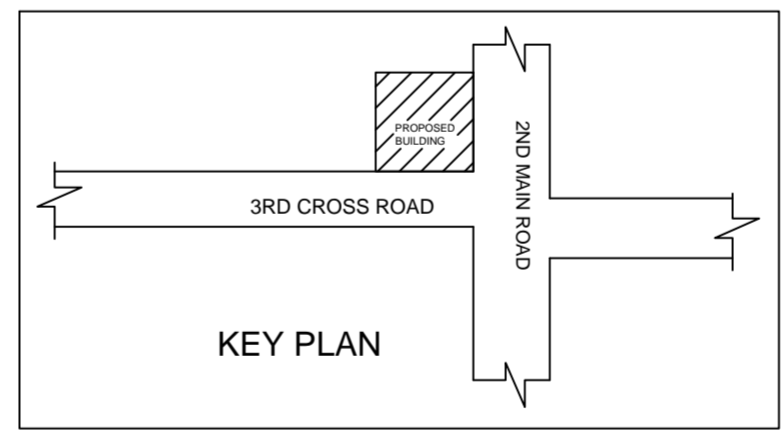 PROPOSED
BUILDING
2ND MAIN ROAD
3RD CROSS ROAD
KEY PLAN